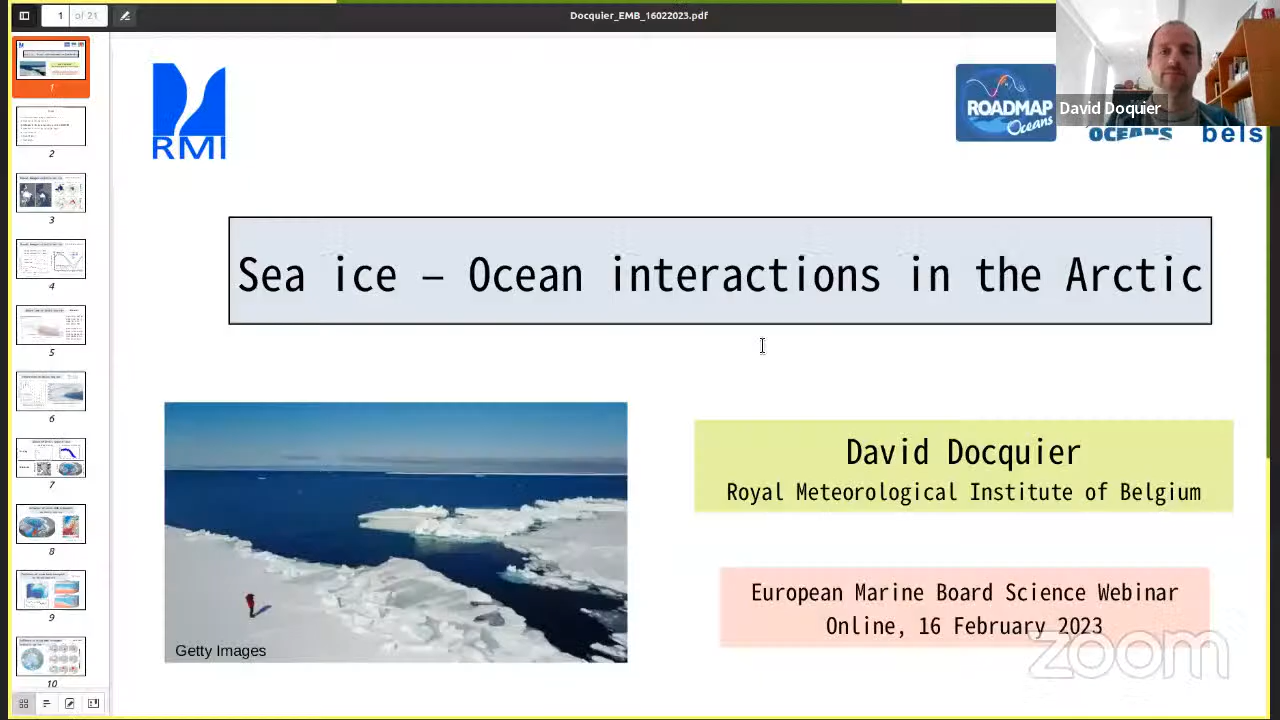 1 of 21
Docquier_EMB_16022023.pdf
David Doquier
RMI
ROADMAP
Oceans
OCEANS
bels
Sea ice – Ocean interactions in the Arctic
David Docquier
Royal Meteorological Institute of Belgium
European Marine Board Science Webinar
Online, 16 February 2023
Getty Images
zoom
1
2
3
4
5
6
7
8
9
10